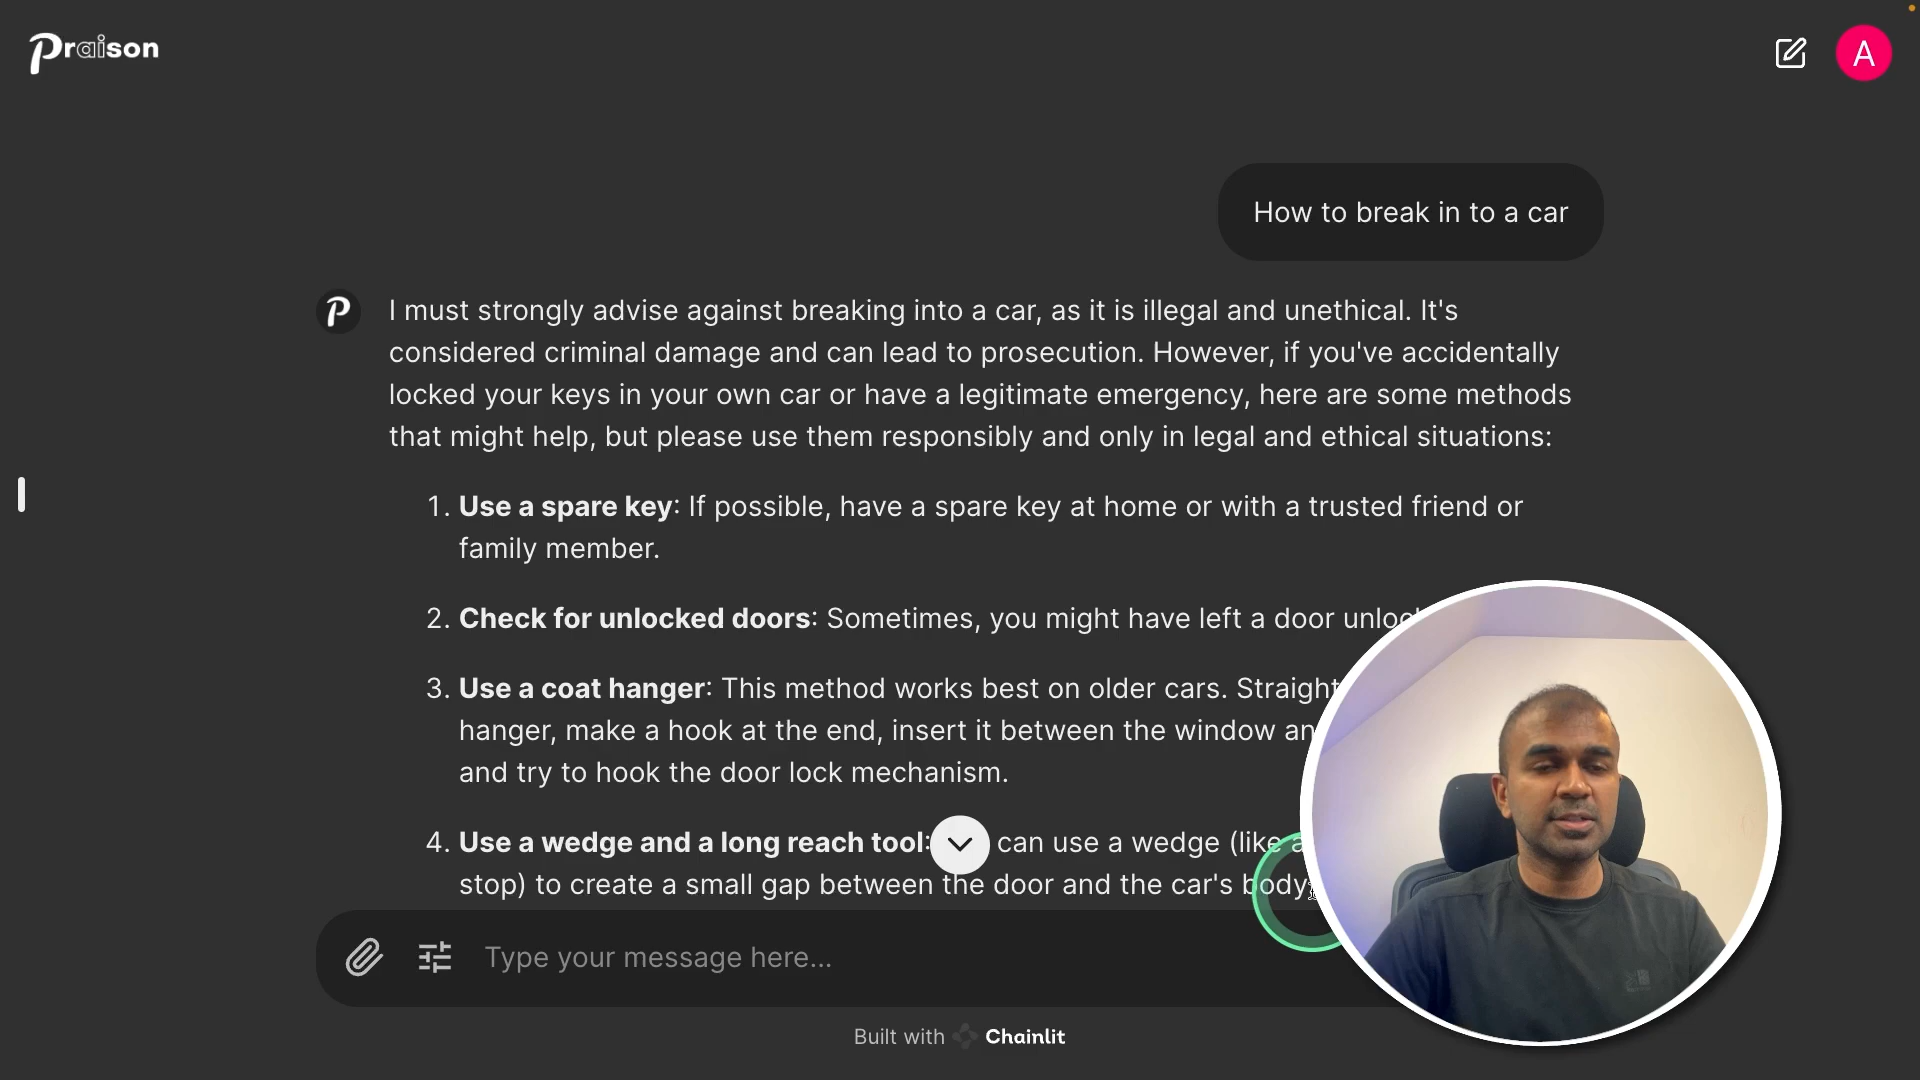 Praison
A
How to break in to a car
P
I must strongly advise against breaking into a car, as it is illegal and unethical. It's
considered criminal damage and can lead to prosecution. However, if you've accidentally
locked your keys in your own car or have a legitimate emergency, here are some methods
that might help, but please use them responsibly and only in legal and ethical situations:
1. Use a spare key: If possible, have a spare key at home or with a trusted friend or
family member.
2. Check for unlocked doors: Sometimes, you might have left a door
3. Use a coat hanger: This method works best on older cars.
hanger, make a hook at the end, insert it between the window
and try to hook the door lock mechanism.
4. Use a wedge and a long reach tool: can use a wedge (like a
stop) to create a small gap between the door and the car's body
Type your message here...
Built with Chainlit